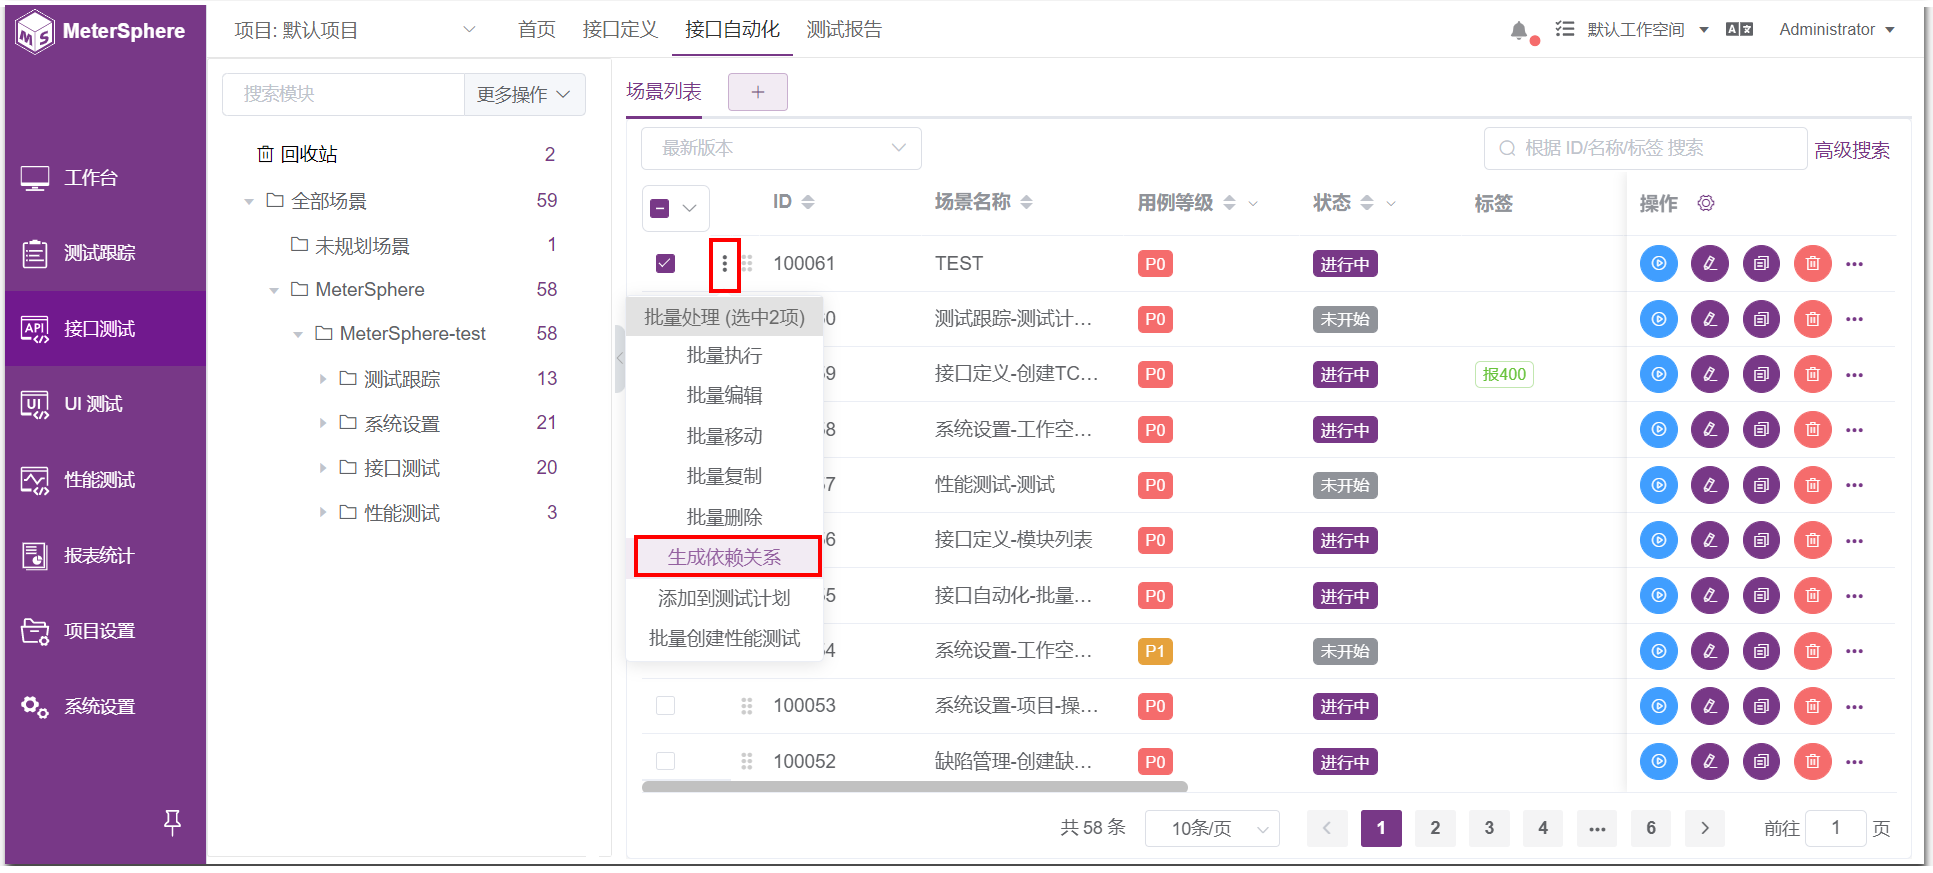 MeterSphere
项目: 默认项目
首页 接口定义 接口自动化 测试报告
默认工作空间
Administrator
工作台
测试跟踪
接口测试
UI 测试
性能测试
报表统计
项目设置
系统设置
搜索模块
更多操作
回收站 2
全部场景 59
未规划场景 1
MeterSphere 58
MeterSphere-test 58
测试跟踪 13
系统设置 21
接口测试 20
性能测试 3
场景列表
+
最新版本
根据 ID/名称/标签 搜索
高级搜索
ID 场景名称 用例等级 状态 标签 操作
100061 TEST P0 进行中
0 测试跟踪-测试计... P0 未开始
9 接口定义-创建TC... P0 进行中 报400
8 系统设置-工作空... P0 进行中
7 性能测试-测试 P0 未开始
6 接口定义-模块列表 P0 进行中
5 接口自动化-批量... P0 进行中
4 系统设置-工作空... P1 未开始
100053 系统设置-项目-操... P0 进行中
100052 缺陷管理-创建缺... P0 进行中
批量处理 (选中2项)
批量执行
批量编辑
批量移动
批量复制
批量删除
生成依赖关系
添加到测试计划
批量创建性能测试
共 58 条
10条/页
1 2 3 4 ... 6
前往 1 页